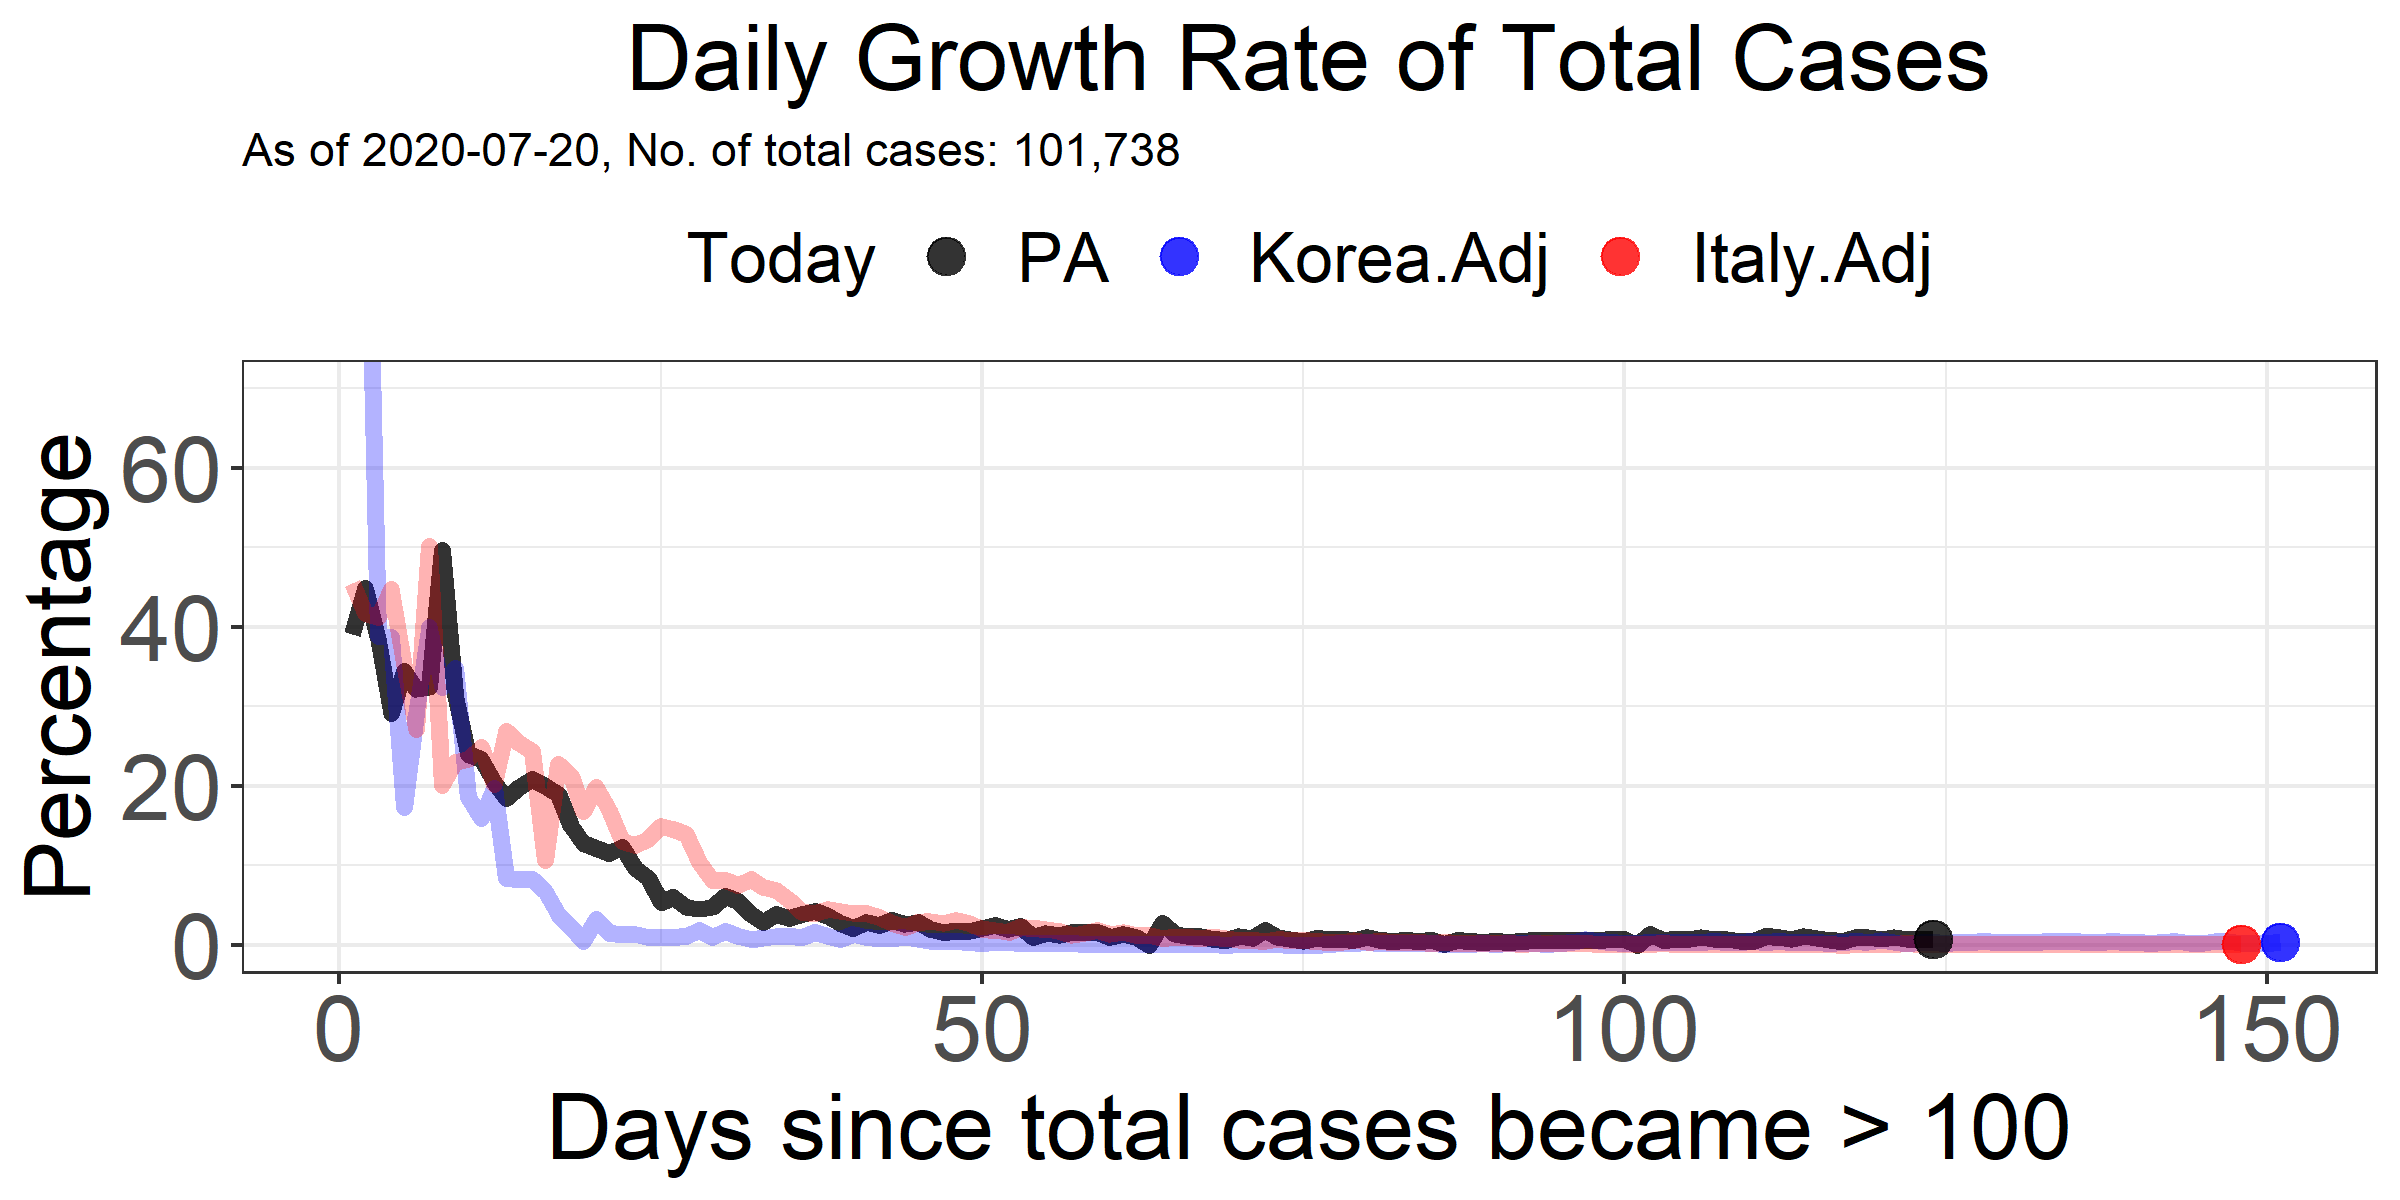 Daily Growth Rate of Total Cases
As of 2020-07-20, No. of total cases: 101,738
Today PA Korea.Adj Italy.Adj
Percentage
60
40
20
0
0 50 100 150
Days since total cases became > 100